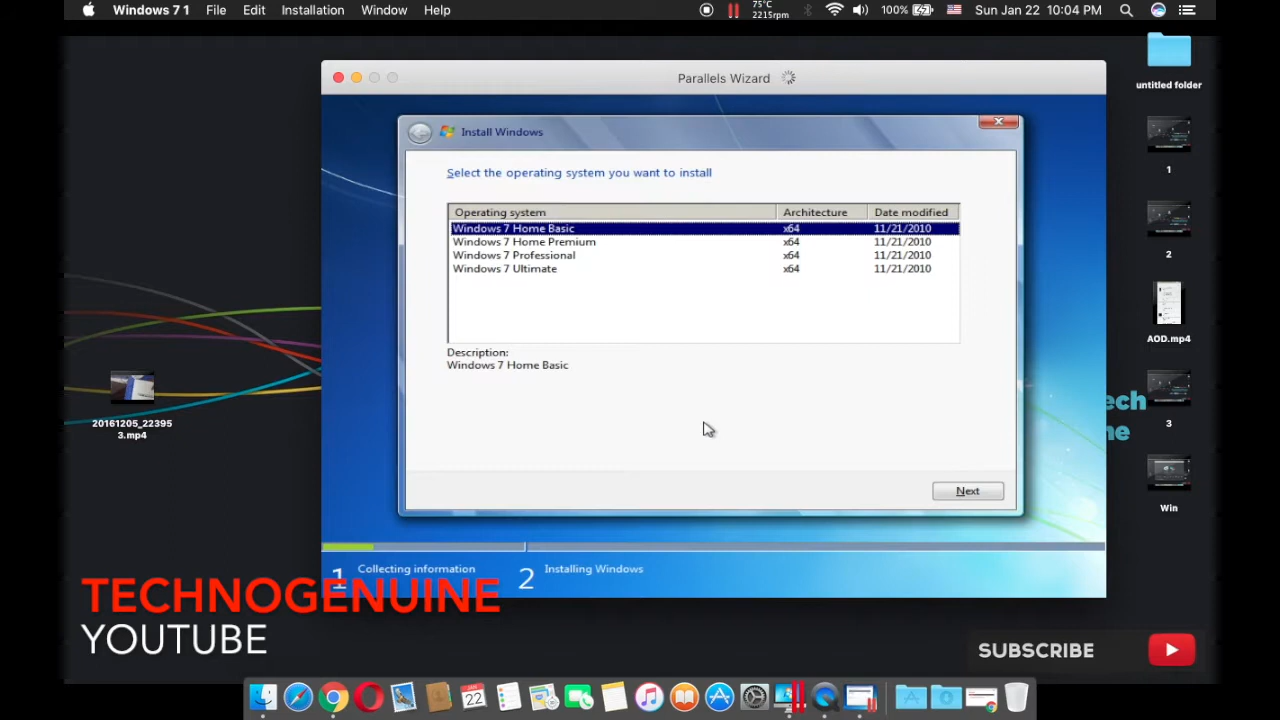 Windows 7 1 File Edit Installation Window Help 75°C 2215rpm 100% Sun Jan 22 10:04 PM
Parallels Wizard
untitled folder
Install Windows
Select the operating system you want to install
Operating system Architecture Date modified
Windows 7 Home Basic x64 11/21/2010
Windows 7 Home Premium x64 11/21/2010
Windows 7 Professional x64 11/21/2010
Windows 7 Ultimate x64 11/21/2010
Description:
Windows 7 Home Basic
Next
1 Collecting information 2 Installing Windows
20161205_22395
3.mp4
1
2
AOD.mp4
ech
ne
3
Win
TECHNOGENUINE
YOUTUBE
SUBSCRIBE
JAN
22